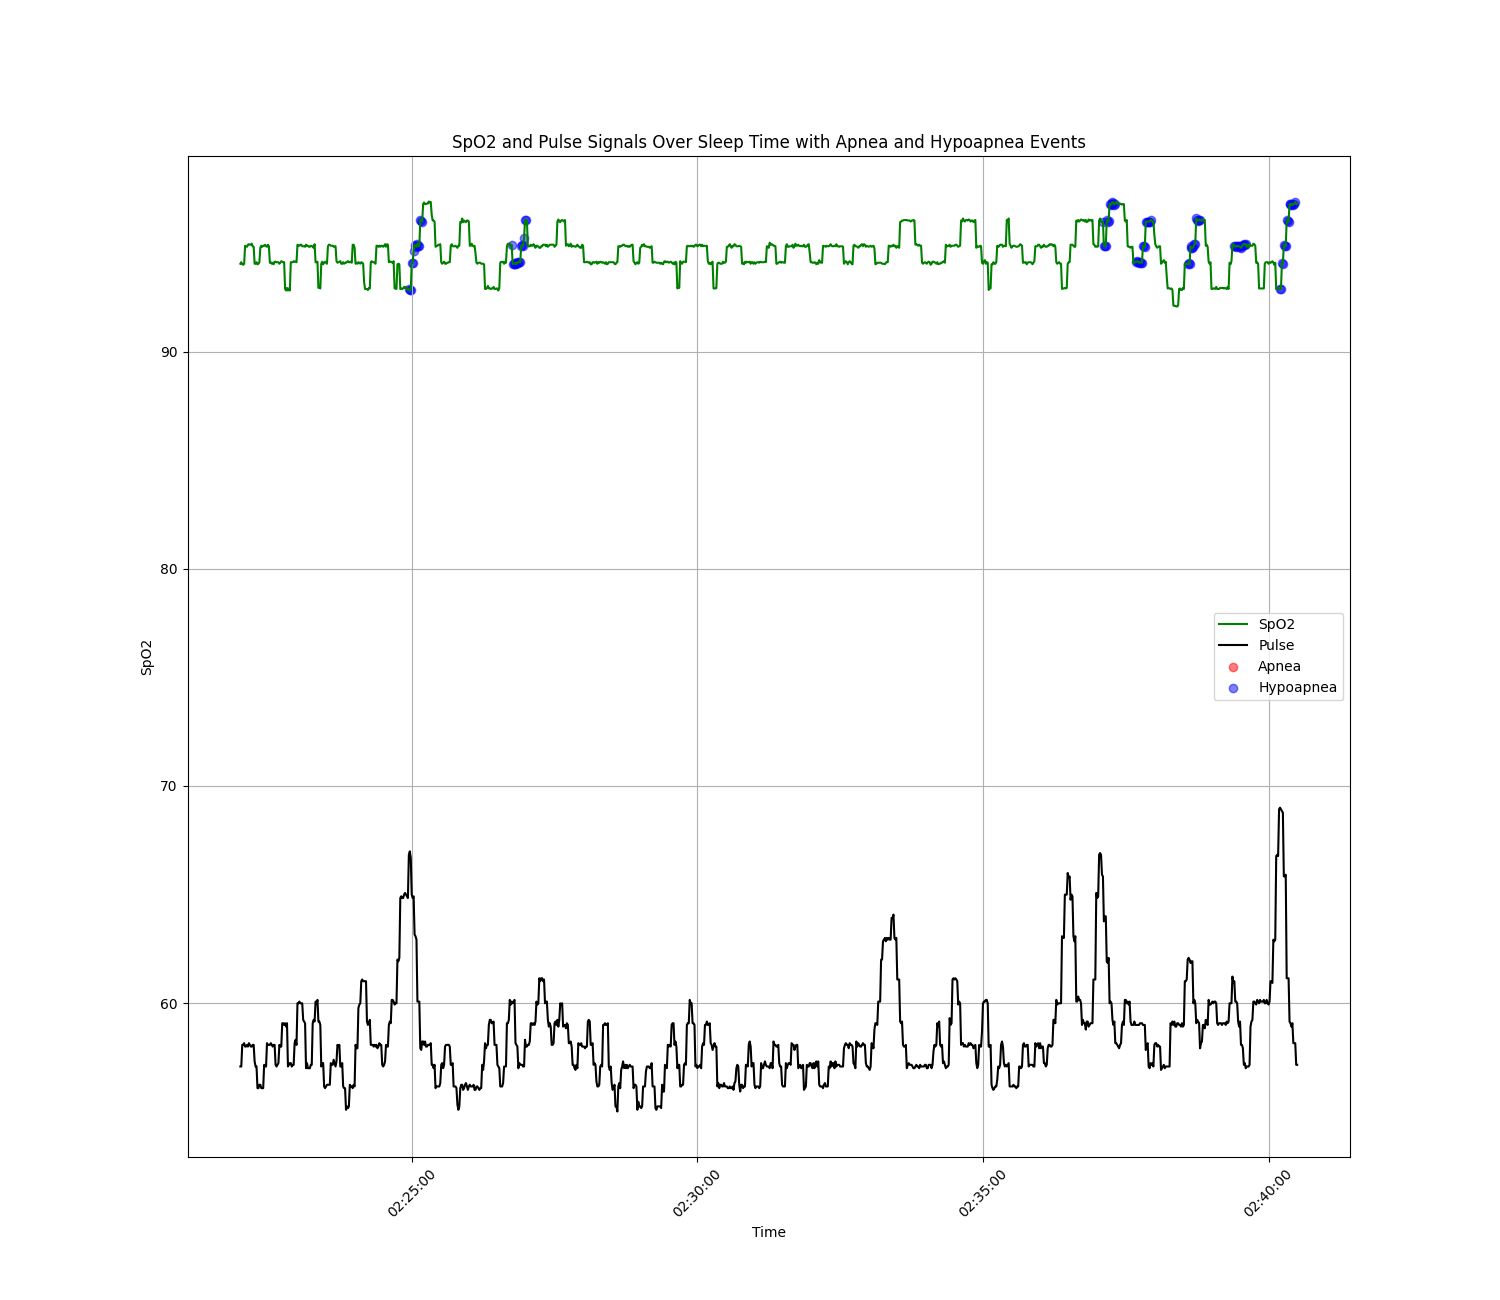 SpO2 and Pulse Signals Over Sleep Time with Apnea and Hypoapnea Events
90
80
70
60
SpO2
SpO2
Pulse
Apnea
Hypoapnea
02:25:00
02:30:00
02:35:00
02:40:00
Time